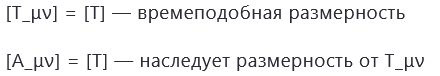 [T_μν] = [T] — времеподобная размерность
[A_μν] = [T] — наследует размерность от T_μν